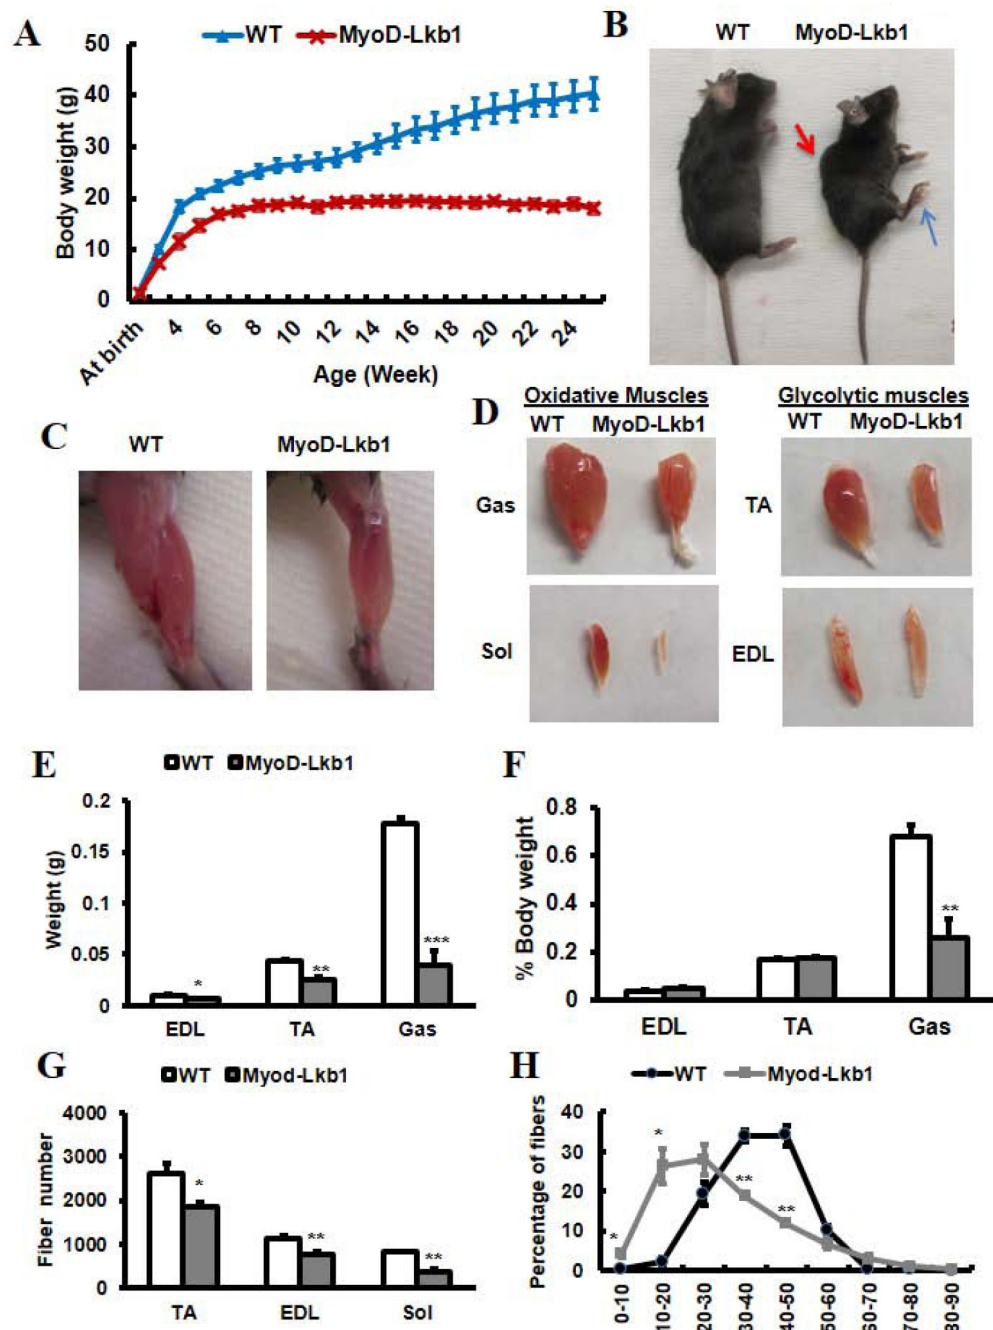 A
WT MyoD-Lkb1
Body weight (g)
50
40
30
20
10
0
At birth 4 6 8 10 12 14 16 18 20 22 24
Age (Week)
B
WT MyoD-Lkb1
C
WT MyoD-Lkb1
D
Oxidative Muscles Glycolytic muscles
WT MyoD-Lkb1 WT MyoD-Lkb1
Gas TA
Sol EDL
E
WT MyoD-Lkb1
Weight (g)
0.2
0.15
0.1
0.05
0
* ** ***
EDL TA Gas
F
% Body weight
0.8
0.6
0.4
0.2
0
**
EDL TA Gas
G
WT Myod-Lkb1
Fiber number
4000
3000
2000
1000
0
* ** **
TA EDL Sol
H
WT Myod-Lkb1
Percentage of fibers
40
30
20
10
0
* * ** **
0-10 10-20 20-30 30-40 40-50 50-60 60-70 70-80 80-90